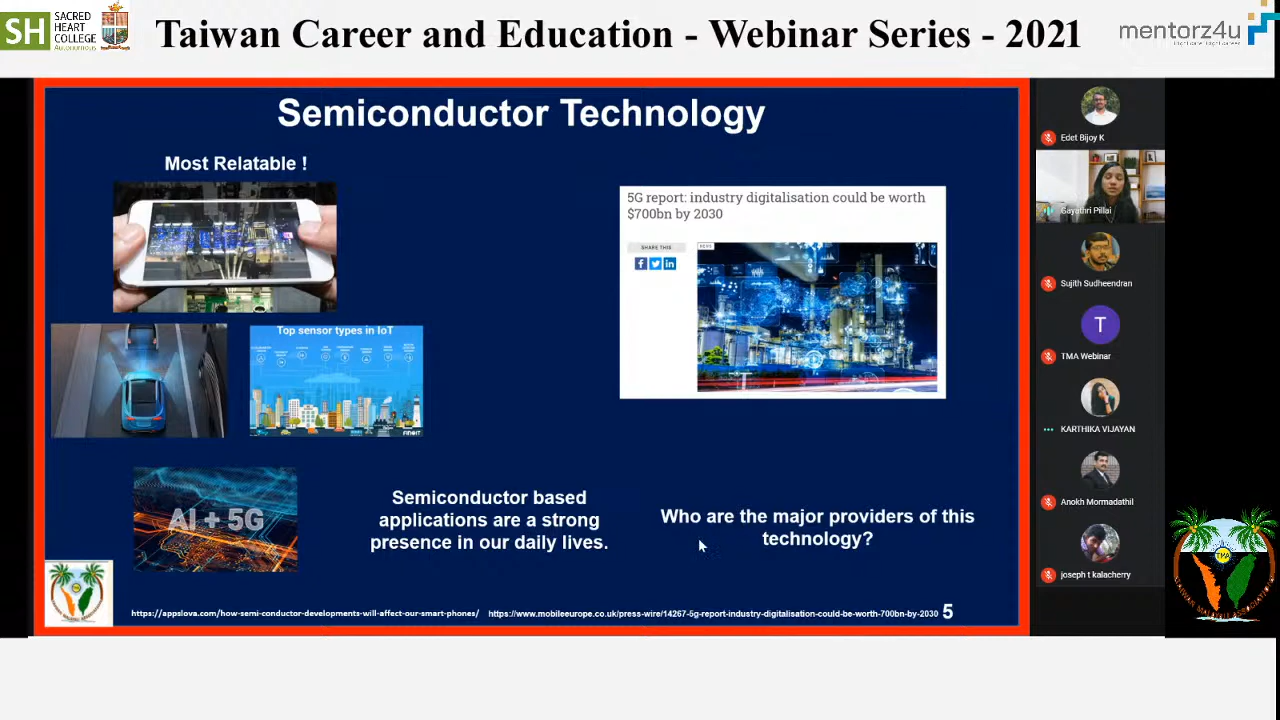 SH
SACRED
HEART
COLLEGE
Autonomous
Taiwan Career and Education - Webinar Series - 2021
mentorz4u
Semiconductor Technology
Most Relatable !
5G report: industry digitalisation could be worth
$700bn by 2030
SHARE THIS
NEWS
Top sensor types in IoT
AI + 5G
Semiconductor based
applications are a strong
presence in our daily lives.
Who are the major providers of this
technology?
https://appslova.com/how-semi-conductor-developments-will-affect-our-smart-phones/
https://www.mobileeurope.co.uk/press-wire/14267-5g-report-industry-digitalisation-could-be-worth-700bn-by-2030
5
Edet Bijoy K
Gayathri Pillai
Sujith Sudheendran
T
TMA Webinar
KARTHIKA VIJAYAN
Anokh Mormadathil
joseph t kalacherry
TMA